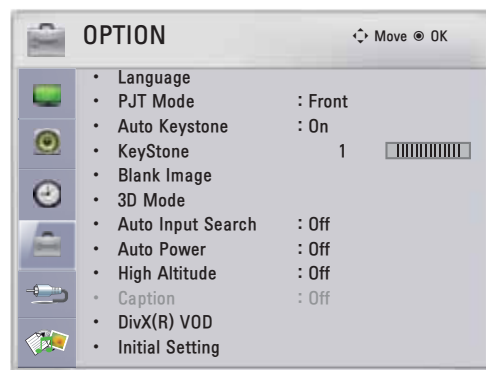 OPTION
Move ◉ OK
• Language
• PJT Mode : Front
• Auto Keystone : On
• KeyStone 1
• Blank Image
• 3D Mode
• Auto Input Search : Off
• Auto Power : Off
• High Altitude : Off
• Caption : Off
• DivX(R) VOD
• Initial Setting